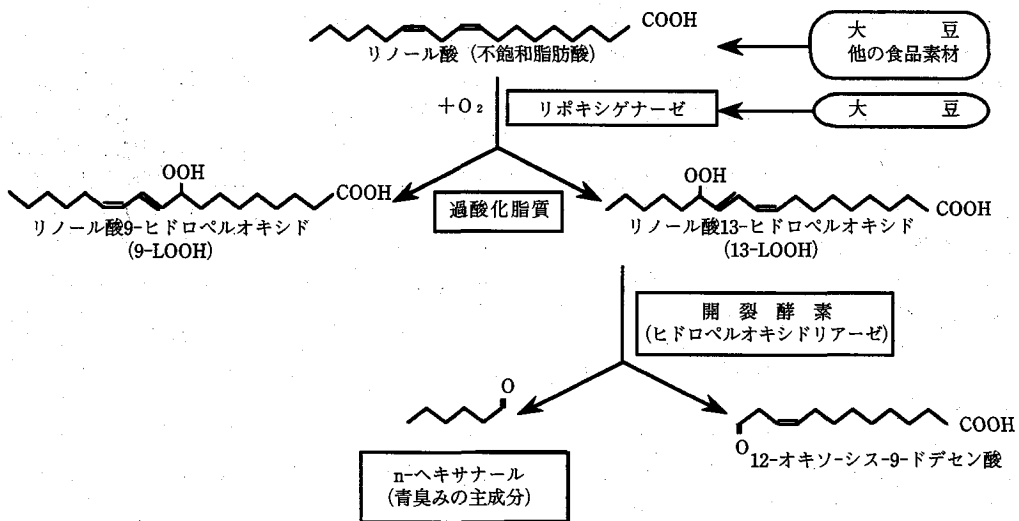 COOH
リノール酸 (不飽和脂肪酸)
大 豆
他の食品素材
+O2
リポキシゲナーゼ
大 豆
OOH
COOH
リノール酸9-ヒドロペルオキシド
(9-LOOH)
過酸化脂質
OOH
COOH
リノール酸13-ヒドロペルオキシド
(13-LOOH)
開裂酵素
(ヒドロペルオキシドリアーゼ)
O
n-ヘキサナール
(青臭みの主成分)
COOH
O
12-オキソ-シス-9-ドデセン酸